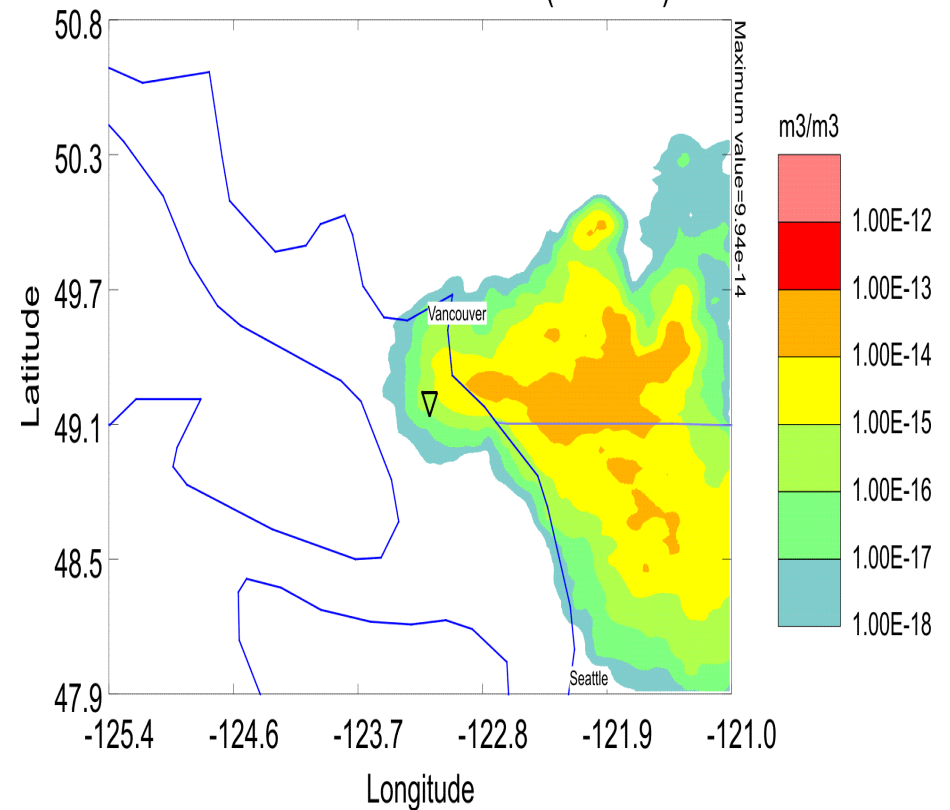 50.8
50.3
49.7
49.1
48.5
47.9
Latitude
-125.4
-124.6
-123.7
-122.8
-121.9
-121.0
Longitude
Vancouver
Seattle
Maximum value=9.94e-14
m3/m3
1.00E-12
1.00E-13
1.00E-14
1.00E-15
1.00E-16
1.00E-17
1.00E-18